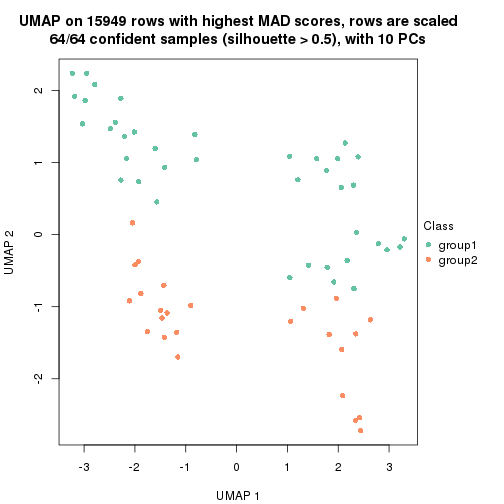 UMAP on 15949 rows with highest MAD scores, rows are scaled
64/64 confident samples (silhouette > 0.5), with 10 PCs
2
1
0
-1
-2
UMAP 2
Class
group1
group2
-3 -2 -1 0 1 2 3
UMAP 1